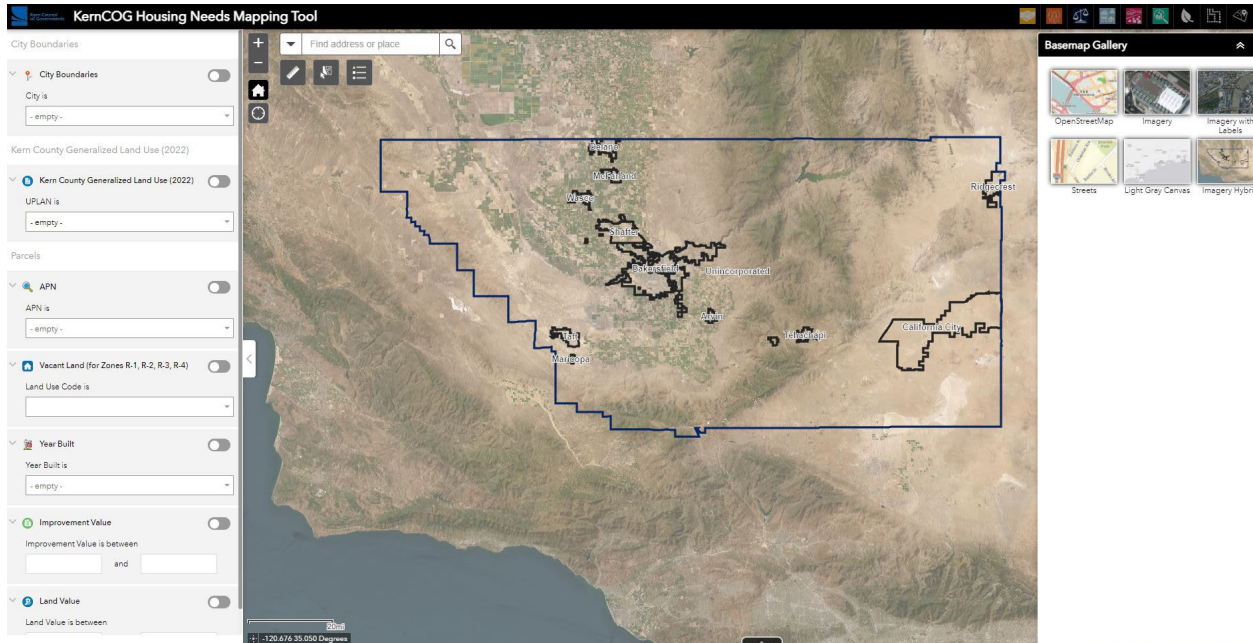 Kern Council
of Governments
KernCOG Housing Needs Mapping Tool
City Boundaries
City Boundaries
City is
- empty -
Kern County Generalized Land Use (2022)
Kern County Generalized Land Use (2022)
UPLAN is
- empty -
Parcels
APN
APN is
- empty -
Vacant Land (for Zones R-1, R-2, R-3, R-4)
Land Use Code is
Year Built
Year Built is
- empty -
Improvement Value
Improvement Value is between
and
Land Value
Land Value is between
+
Find address or place
−
Delano
McFarland
Wasco
Ridgecrest
Shafter
Bakersfield
Unincorporated
Arvin
Taft
Tehachapi
California City
Maricopa
20mi
-120.676 35.050 Degrees
Basemap Gallery
OpenStreetMap
Imagery
Imagery with
Labels
Streets
Light Gray Canvas
Imagery Hybri